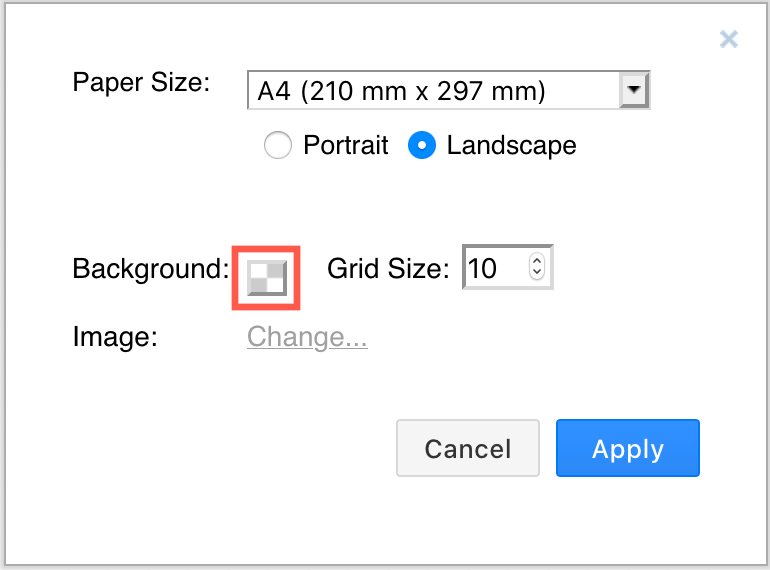 Paper Size: A4 (210 mm x 297 mm)
Portrait Landscape
Background: Grid Size: 10
Image: Change...
Cancel Apply